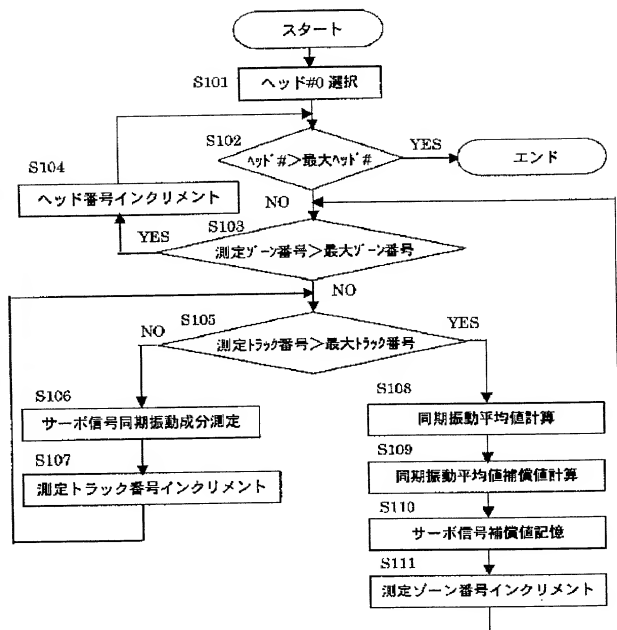 スタート
S101
ヘッド#0 選択
S102
ﾍｯﾄﾞ#＞最大ﾍｯﾄﾞ#
YES
エンド
S104
ヘッド番号インクリメント
NO
S103
YES
測定ｿﾞｰﾝ番号＞最大ｿﾞｰﾝ番号
NO
NO
S105
YES
測定ﾄﾗｯｸ番号＞最大ﾄﾗｯｸ番号
S106
サーボ信号同期振動成分測定
S107
測定トラック番号インクリメント
S108
同期振動平均値計算
S109
同期振動平均値補償値計算
S110
サーボ信号補償値記憶
S111
測定ゾーン番号インクリメント